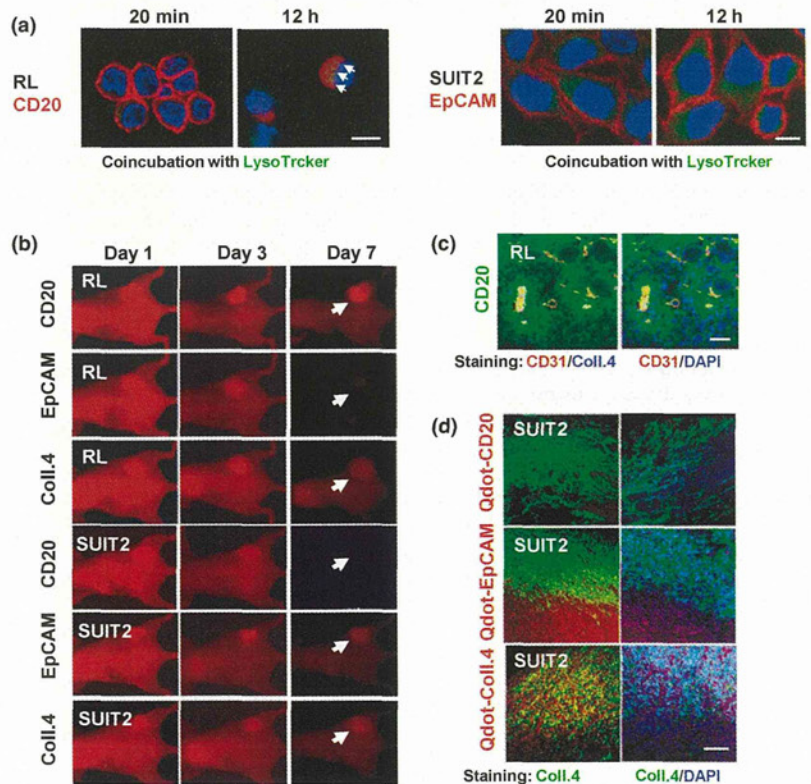 (a)
20 min 12 h
RL
CD20
Coincubation with LysoTrcker
20 min 12 h
SUIT2
EpCAM
Coincubation with LysoTrcker
(b)
Day 1 Day 3 Day 7
CD20 RL
EpCAM RL
Coll.4 RL
CD20 SUIT2
EpCAM SUIT2
Coll.4 SUIT2
(c)
CD20 RL
Staining: CD31/Coll.4 CD31/DAPI
(d)
Qdot-CD20 SUIT2
Qdot-EpCAM SUIT2
Qdot-Coll.4 SUIT2
Staining: Coll.4 Coll.4/DAPI